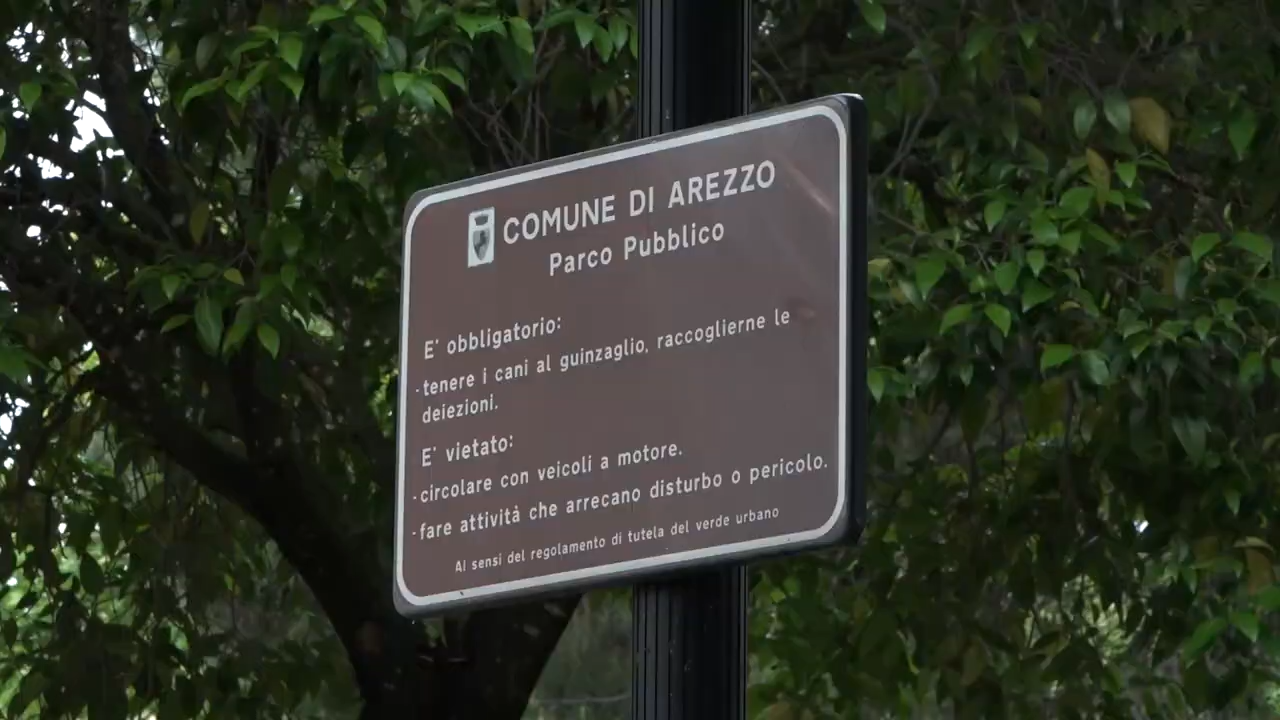 COMUNE DI AREZZO
Parco Pubblico
E' obbligatorio:
-tenere i cani al guinzaglio, raccoglierne le
deiezioni.
E' vietato:
-circolare con veicoli a motore.
-fare attività che arrecano disturbo o pericolo.
Ai sensi del regolamento di tutela del verde urbano